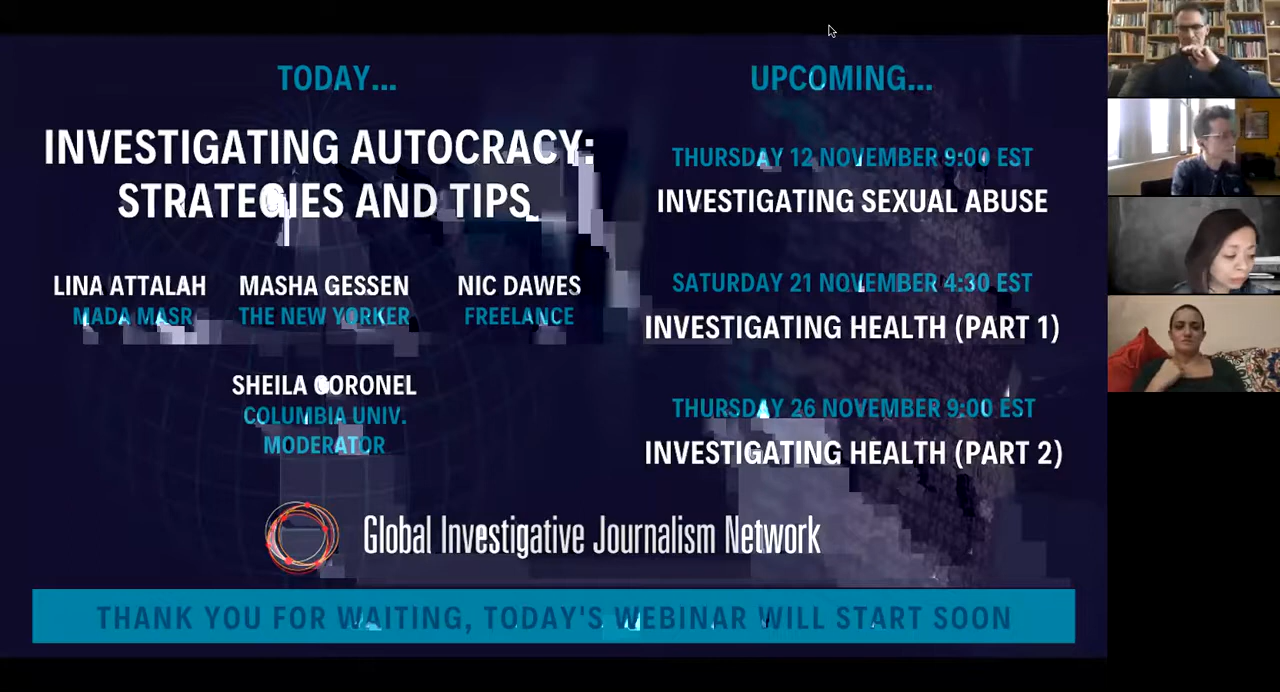 TODAY...
INVESTIGATING AUTOCRACY:
STRATEGIES AND TIPS
LINA ATTALAH
MADA MASR
MASHA GESSEN
THE NEW YORKER
NIC DAWES
FREELANCE
SHEILA CORONEL
COLUMBIA UNIV.
MODERATOR
UPCOMING...
THURSDAY 12 NOVEMBER 9:00 EST
INVESTIGATING SEXUAL ABUSE
SATURDAY 21 NOVEMBER 4:30 EST
INVESTIGATING HEALTH (PART 1)
THURSDAY 26 NOVEMBER 9:00 EST
INVESTIGATING HEALTH (PART 2)
Global Investigative Journalism Network
THANK YOU FOR WAITING, TODAY'S WEBINAR WILL START SOON